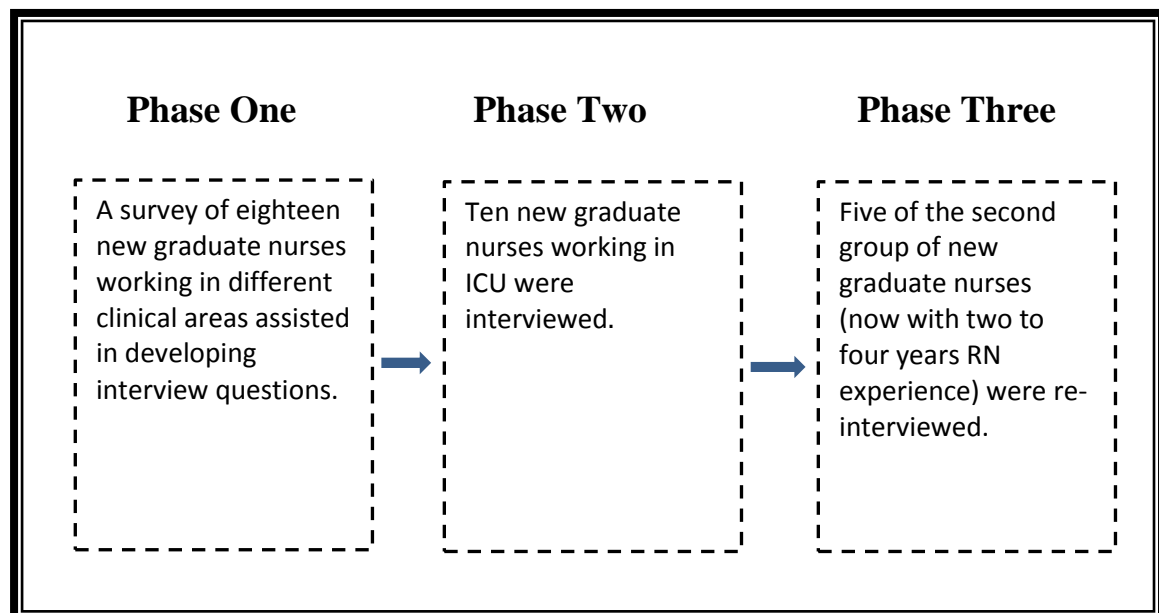 Phase One
A survey of eighteen
new graduate nurses
working in different
clinical areas assisted
in developing
interview questions.
Phase Two
Ten new graduate
nurses working in
ICU were
interviewed.
Phase Three
Five of the second
group of new
graduate nurses
(now with two to
four years RN
experience) were re-
interviewed.